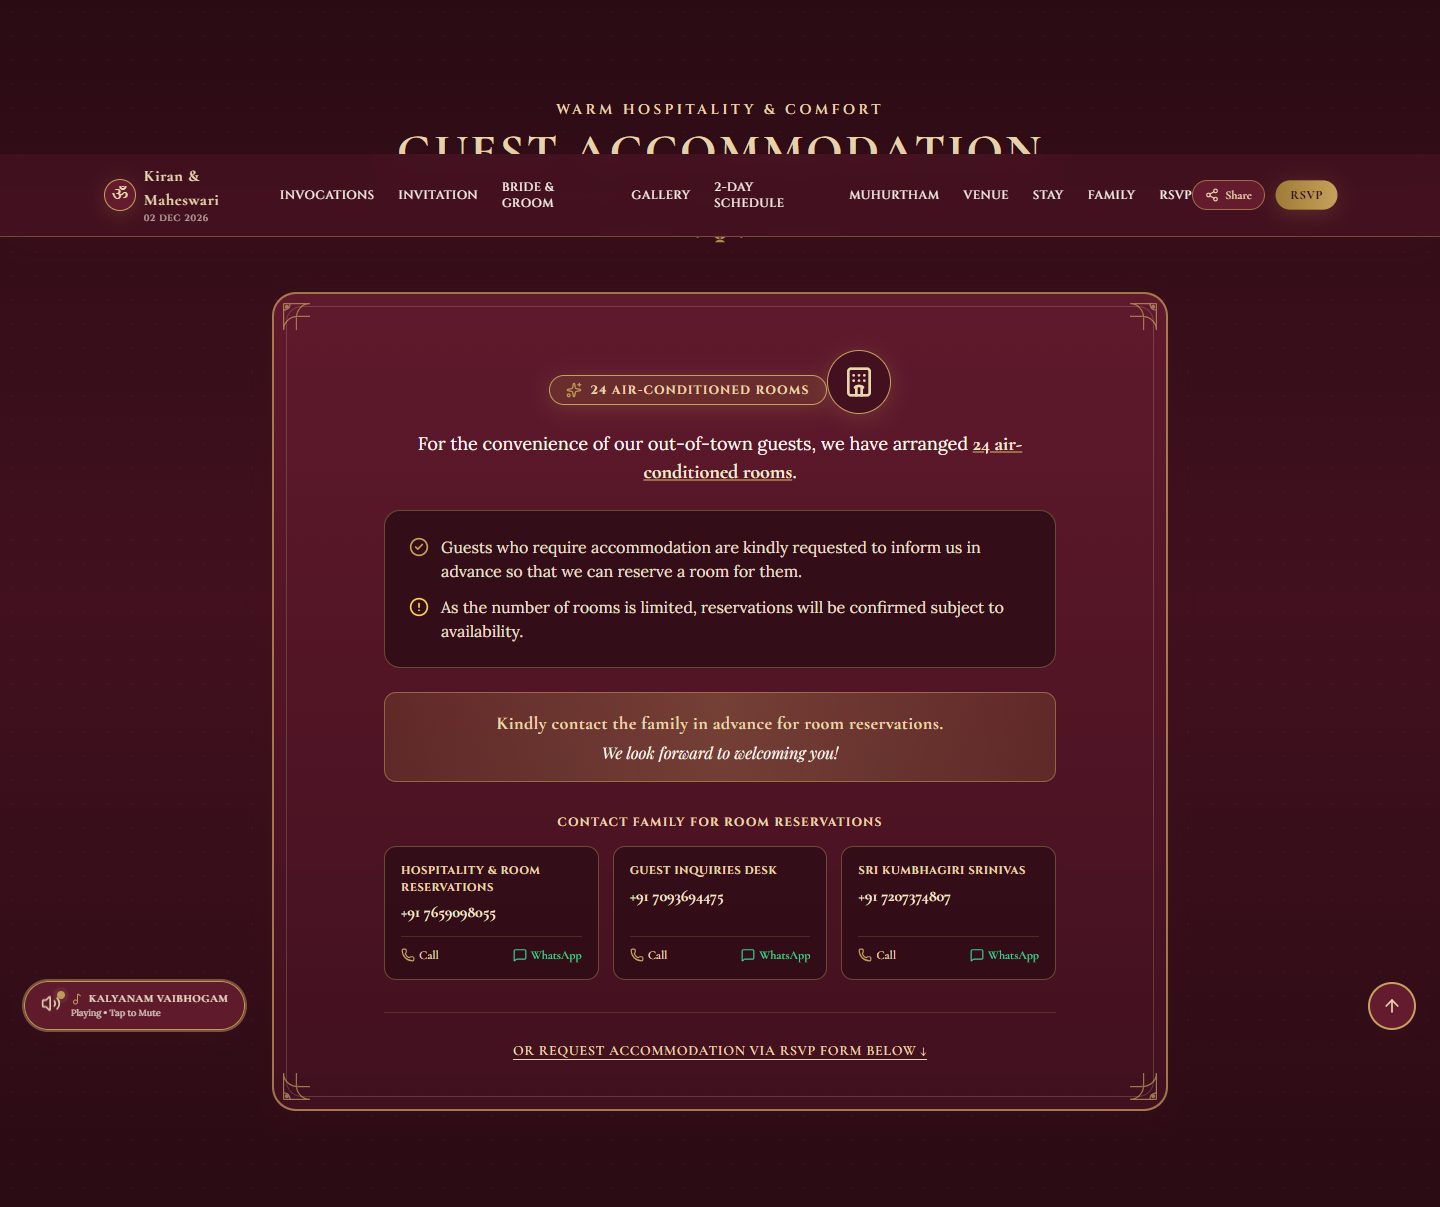 WARM HOSPITALITY & COMFORT
GUEST ACCOMMODATION
ॐ
Kiran &
Maheswari
02 DEC 2026
INVOCATIONS
INVITATION
BRIDE &
GROOM
GALLERY
2-DAY
SCHEDULE
MUHURTHAM
VENUE
STAY
FAMILY
RSVP
Share
RSVP
24 AIR-CONDITIONED ROOMS
For the convenience of our out-of-town guests, we have arranged 24 air-
conditioned rooms.
Guests who require accommodation are kindly requested to inform us in
advance so that we can reserve a room for them.
As the number of rooms is limited, reservations will be confirmed subject to
availability.
Kindly contact the family in advance for room reservations.
We look forward to welcoming you!
CONTACT FAMILY FOR ROOM RESERVATIONS
HOSPITALITY & ROOM
RESERVATIONS
+91 7659098055
Call
WhatsApp
GUEST INQUIRIES DESK
+91 7093694475
Call
WhatsApp
SRI KUMBHAGIRI SRINIVAS
+91 7207374807
Call
WhatsApp
KALYANAM VAIBHOGAM
Playing • Tap to Mute
OR REQUEST ACCOMMODATION VIA RSVP FORM BELOW ↓